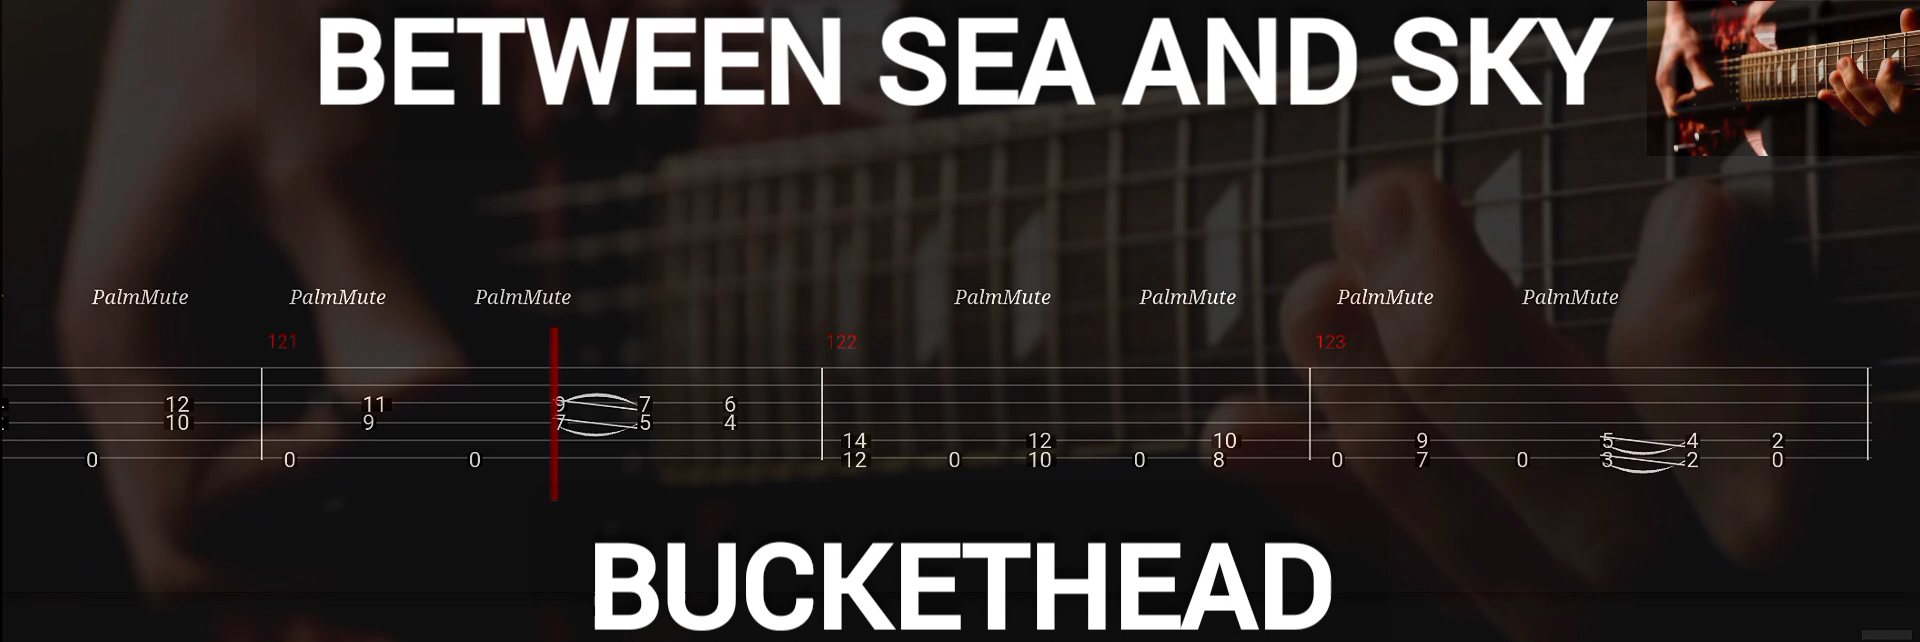 BETWEEN SEA AND SKY
PalmMute PalmMute PalmMute PalmMute PalmMute PalmMute PalmMute
121 122 123
12 11 9 7 6
10 9 7 5 4
14 12 10 9 5 4 2
0 0 0 12 0 10 0 8 0 7 0 3 2 0
BUCKETHEAD